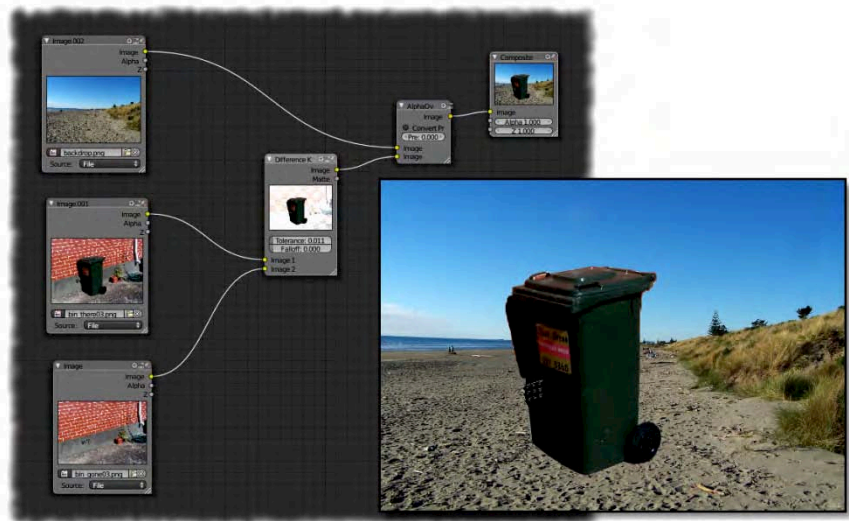 Image.002
Image
Alpha
Z
backdrop.png
Source: File
Image.001
Image
Alpha
Z
bin_there03.png
Source: File
Image
Image
Alpha
Z
bin_gone03.png
Source: File
Difference K
Image
Matte
Tolerance: 0.011
Falloff: 0.000
Image 1
Image 2
AlphaOv
Image
Convert Pr
Pre: 0.000
Image
Image
Composite
Image
Alpha 1.000
Z 1.000